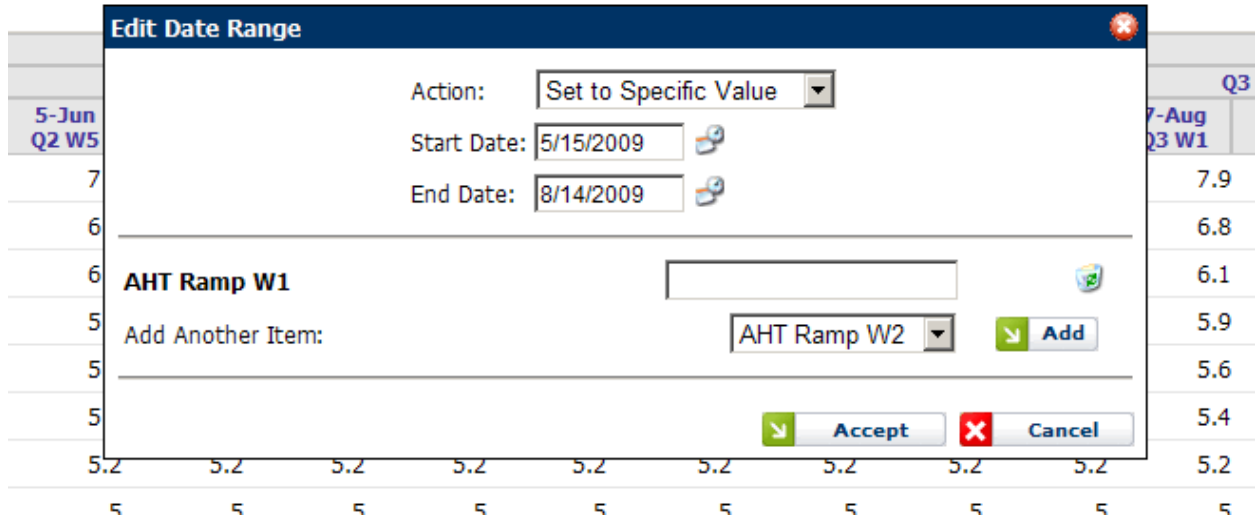 Edit Date Range
Action: Set to Specific Value
Q3
5-Jun 7-Aug
Q2 W5 Q3 W1
Start Date: 5/15/2009
7 7.9
End Date: 8/14/2009
6 6.8
6 AHT Ramp W1 6.1
5 Add Another Item: AHT Ramp W2 Add 5.9
5 5.6
5 Accept Cancel 5.4
5.2 5.2 5.2 5.2 5.2 5.2 5.2 5.2 5.2 5.2
5 5 5 5 5 5 5 5 5 5